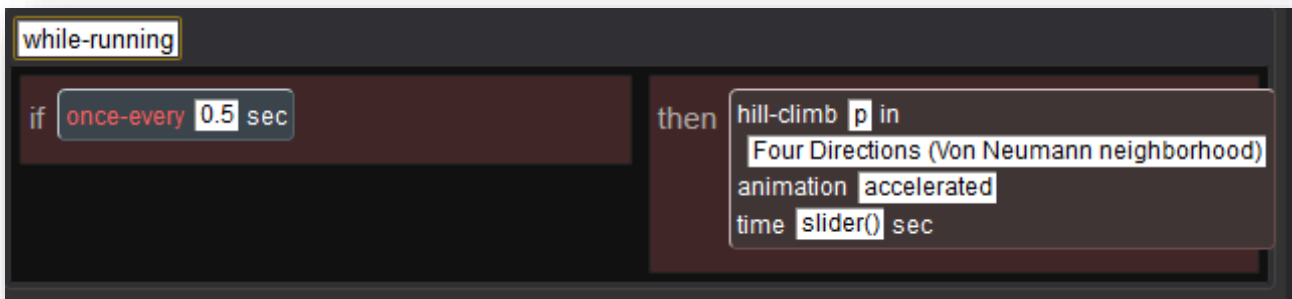 while-running
if once-every 0.5 sec
then hill-climb p in
Four Directions (Von Neumann neighborhood)
animation accelerated
time slider() sec